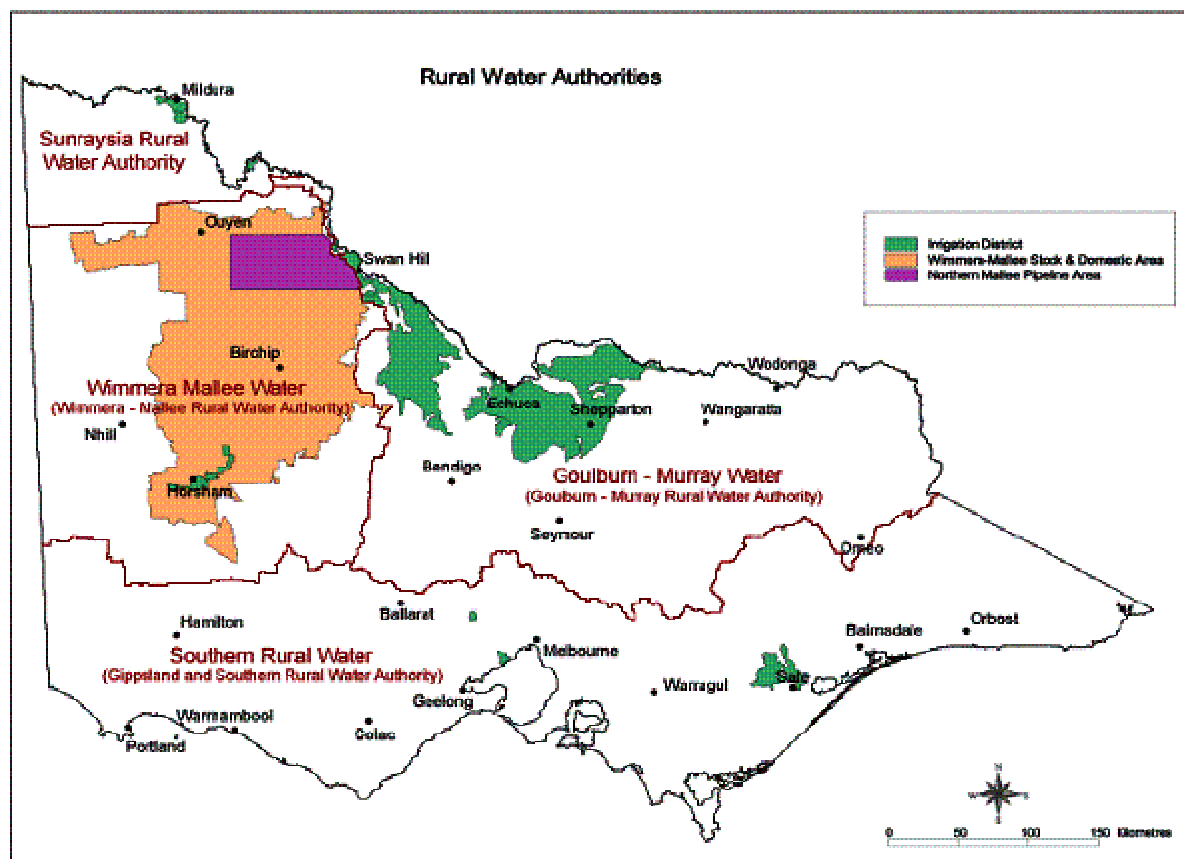 Rural Water Authorities
Mildura
Sunraysia Rural
Water Authority
Ouyen
Swan Hill
Irrigation District
Wimmera-Mallee Stock & Domestic Area
Northern Mallee Pipeline Area
Birchip
Wimmera Mallee Water
(Wimmera - Mallee Rural Water Authority)
Nhill
Horsham
Echuca
Shepparton
Wodonga
Wangaratta
Bendigo
Goulburn - Murray Water
(Goulburn - Murray Rural Water Authority)
Seymour
Omeo
Ballarat
Hamilton
Southern Rural Water
(Gippsland and Southern Rural Water Authority)
Melbourne
Geelong
Bairnsdale
Orbost
Sale
Warragul
Warrnambool
Colac
Portland
N
W
S
S
0 50 100 150 Kilometres